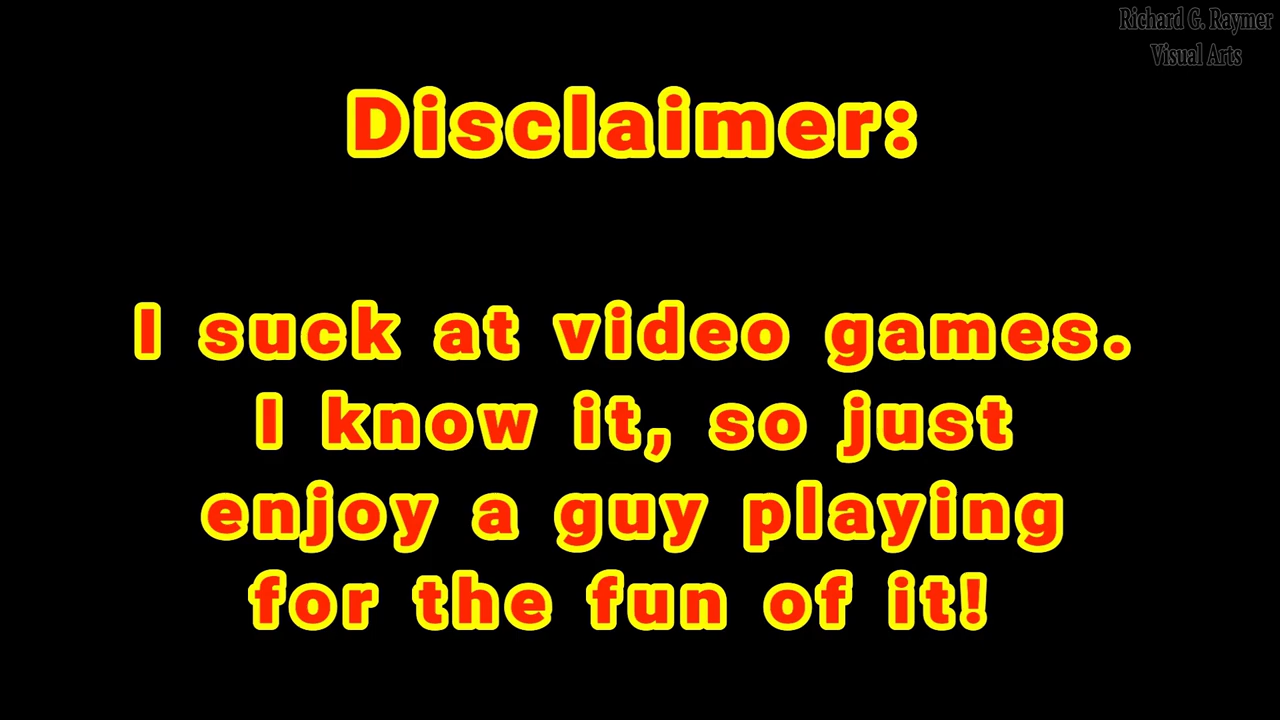 Richard G. Raymer
Visual Arts
Disclaimer:
I suck at video games.
I know it, so just
enjoy a guy playing
for the fun of it!